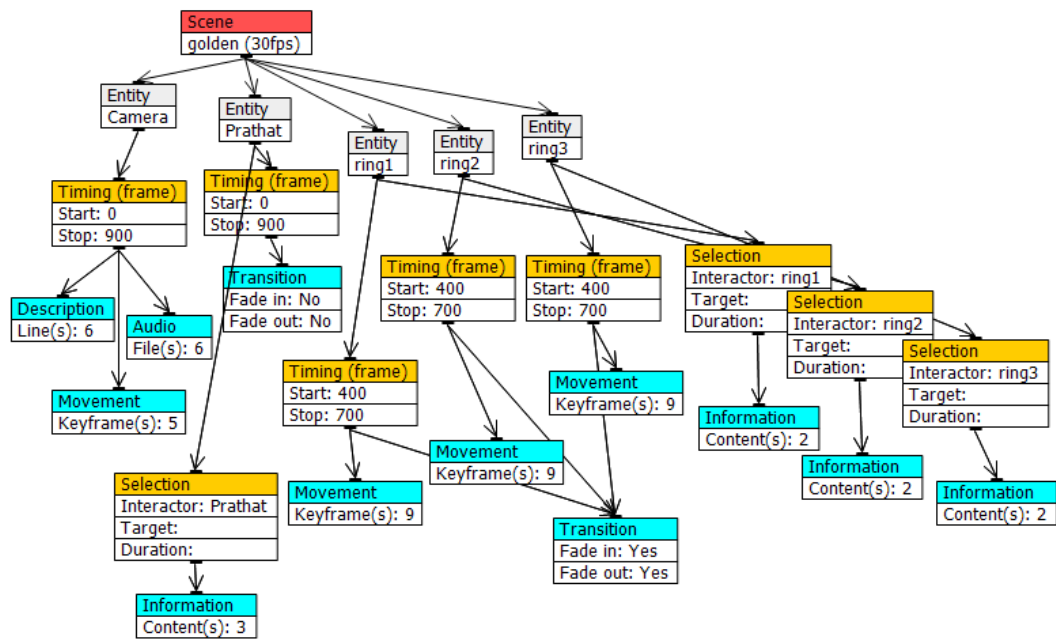 Scene
golden (30fps)
Entity
Camera
Entity
Prathat
Entity
ring1
Entity
ring2
Entity
ring3
Timing (frame)
Start: 0
Stop: 900
Timing (frame)
Start: 0
Stop: 900
Description
Line(s): 6
Audio
File(s): 6
Movement
Keyframe(s): 5
Transition
Fade in: No
Fade out: No
Timing (frame)
Start: 400
Stop: 700
Timing (frame)
Start: 400
Stop: 700
Timing (frame)
Start: 400
Stop: 700
Selection
Interactor: ring1
Target:
Duration:
Selection
Interactor: ring2
Target:
Duration:
Selection
Interactor: ring3
Target:
Duration:
Movement
Keyframe(s): 9
Movement
Keyframe(s): 9
Movement
Keyframe(s): 9
Information
Content(s): 2
Information
Content(s): 2
Information
Content(s): 2
Selection
Interactor: Prathat
Target:
Duration:
Transition
Fade in: Yes
Fade out: Yes
Information
Content(s): 3